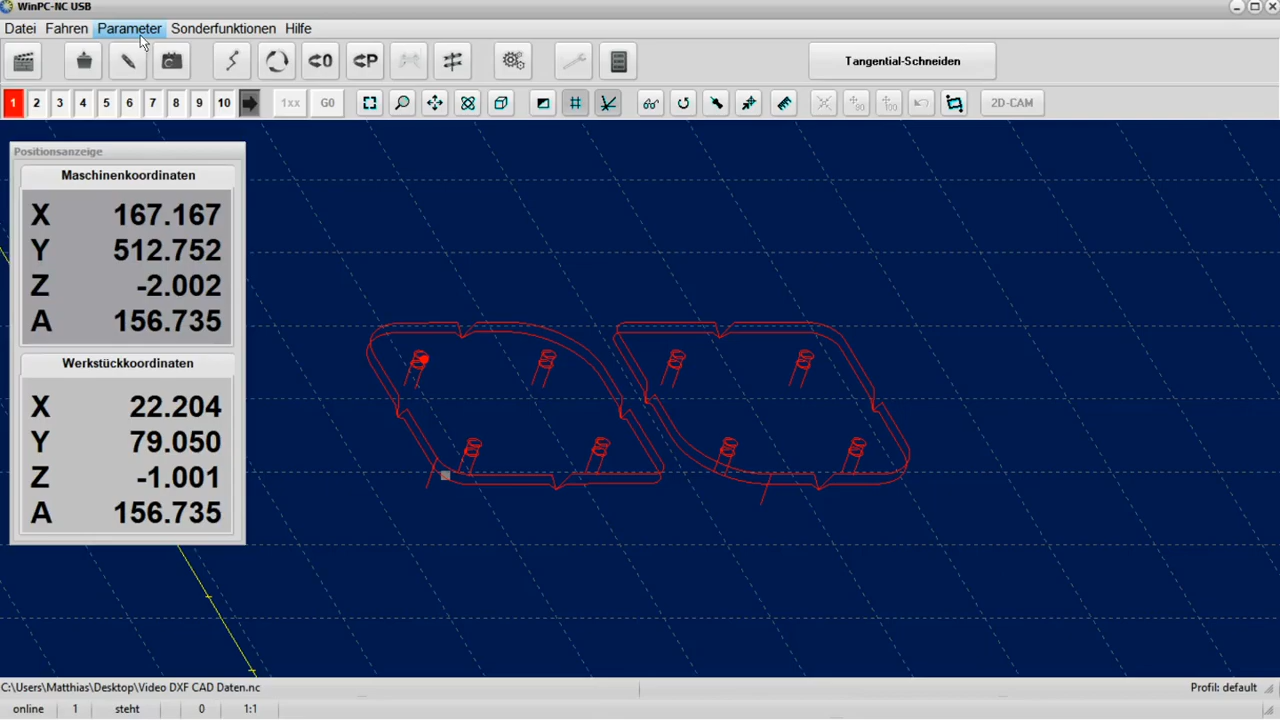 WinPC-NC USB
Datei Fahren Parameter Sonderfunktionen Hilfe
0 P Tangential-Schneiden
1 2 3 4 5 6 7 8 9 10 1xx G0 90 100 2D-CAM
Positionsanzeige
Maschinenkoordinaten
X 167.167
Y 512.752
Z -2.002
A 156.735
Werkstückkoordinaten
X 22.204
Y 79.050
Z -1.001
A 156.735
C:\Users\Matthias\Desktop\Video DXF CAD Daten.nc Profil: default
online 1 steht 0 1:1